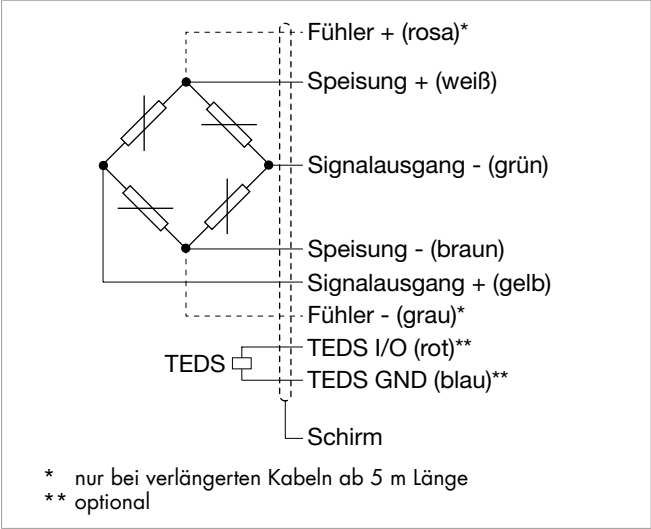 Fühler + (rosa)*
Speisung + (weiß)
Signalausgang - (grün)
Speisung - (braun)
Signalausgang + (gelb)
Fühler - (grau)*
TEDS I/O (rot)**
TEDS
TEDS GND (blau)**
Schirm
* nur bei verlängerten Kabeln ab 5 m Länge
** optional